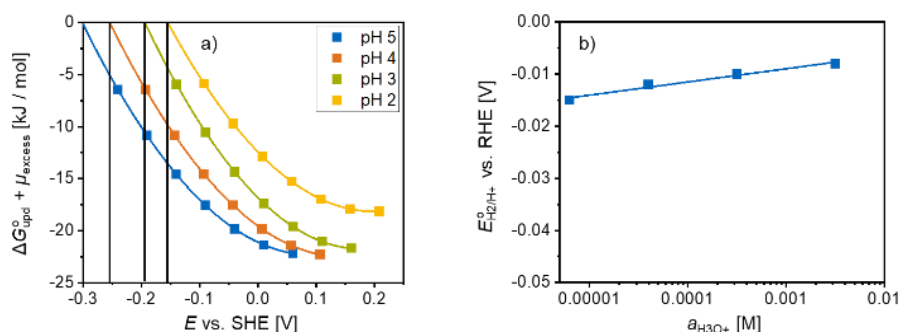 a)
pH 5
pH 4
pH 3
pH 2
0
-5
-10
-15
-20
-25
ΔG°upd + μexcess [kJ / mol]
-0.3 -0.2 -0.1 0.0 0.1 0.2
E vs. SHE [V]
b)
-0.00
-0.01
-0.02
-0.03
-0.04
-0.05
E°H2/H+ vs. RHE [V]
0.00001 0.0001 0.001 0.01
aH3O+ [M]